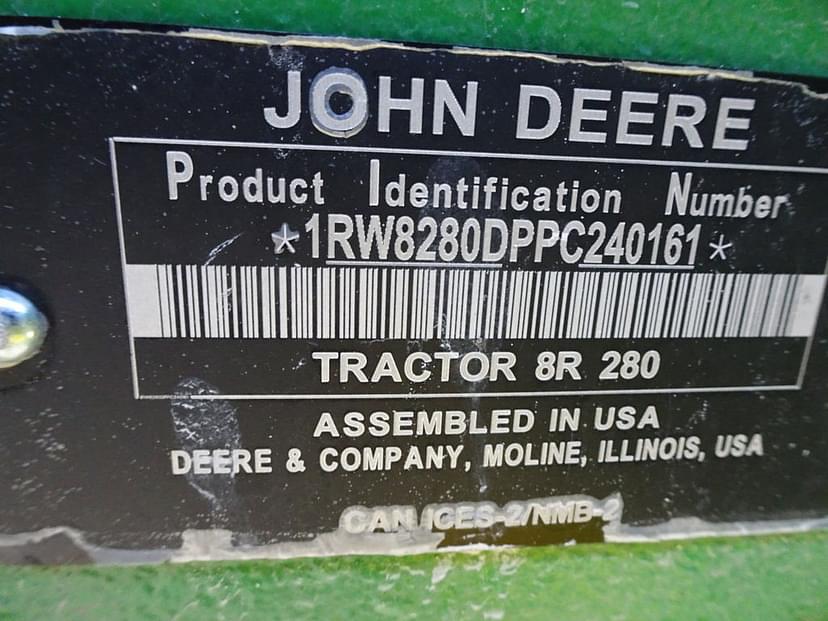 JOHN DEERE
Product Identification Number
*1RW8280DPPC240161*
TRACTOR 8R 280
ASSEMBLED IN USA
DEERE & COMPANY, MOLINE, ILLINOIS, USA
CAN ICES-2/NMB-2